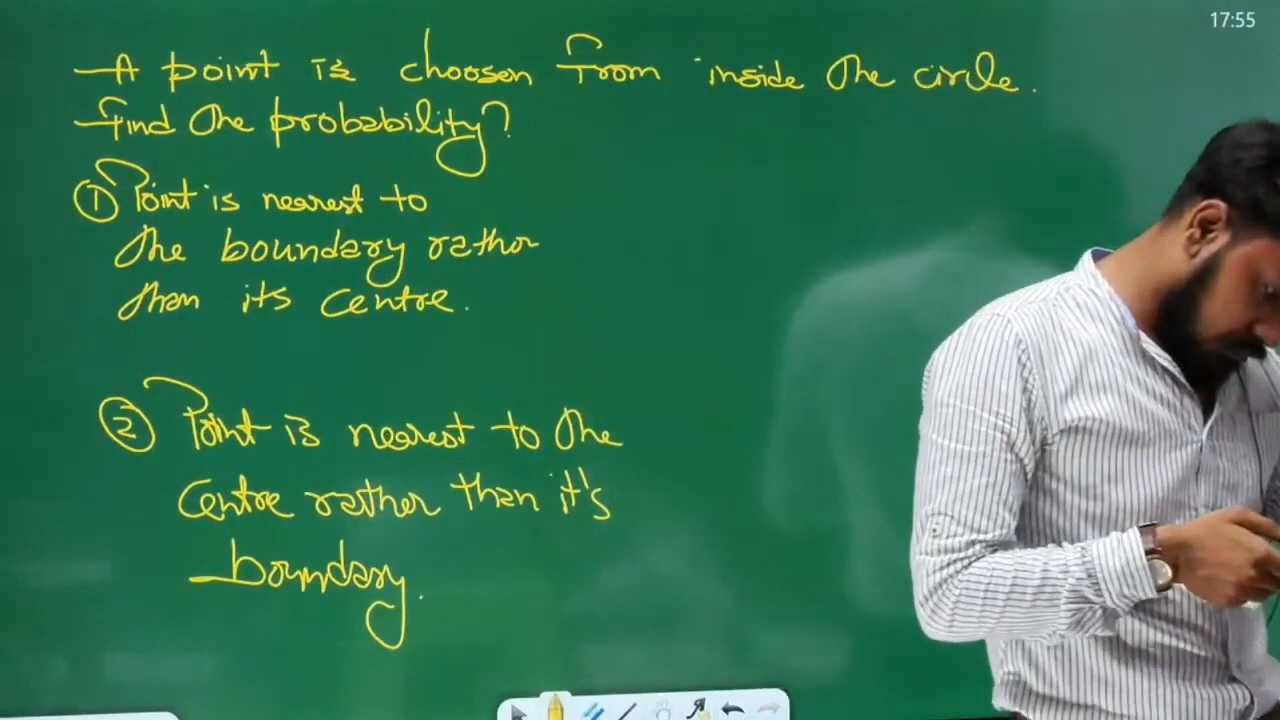 17:55
A point is choosen from inside the circle.
find the probability?
① Point is nearest to
the boundary rather
than its centre.
② Point is nearest to the
centre rather than it's
boundary.